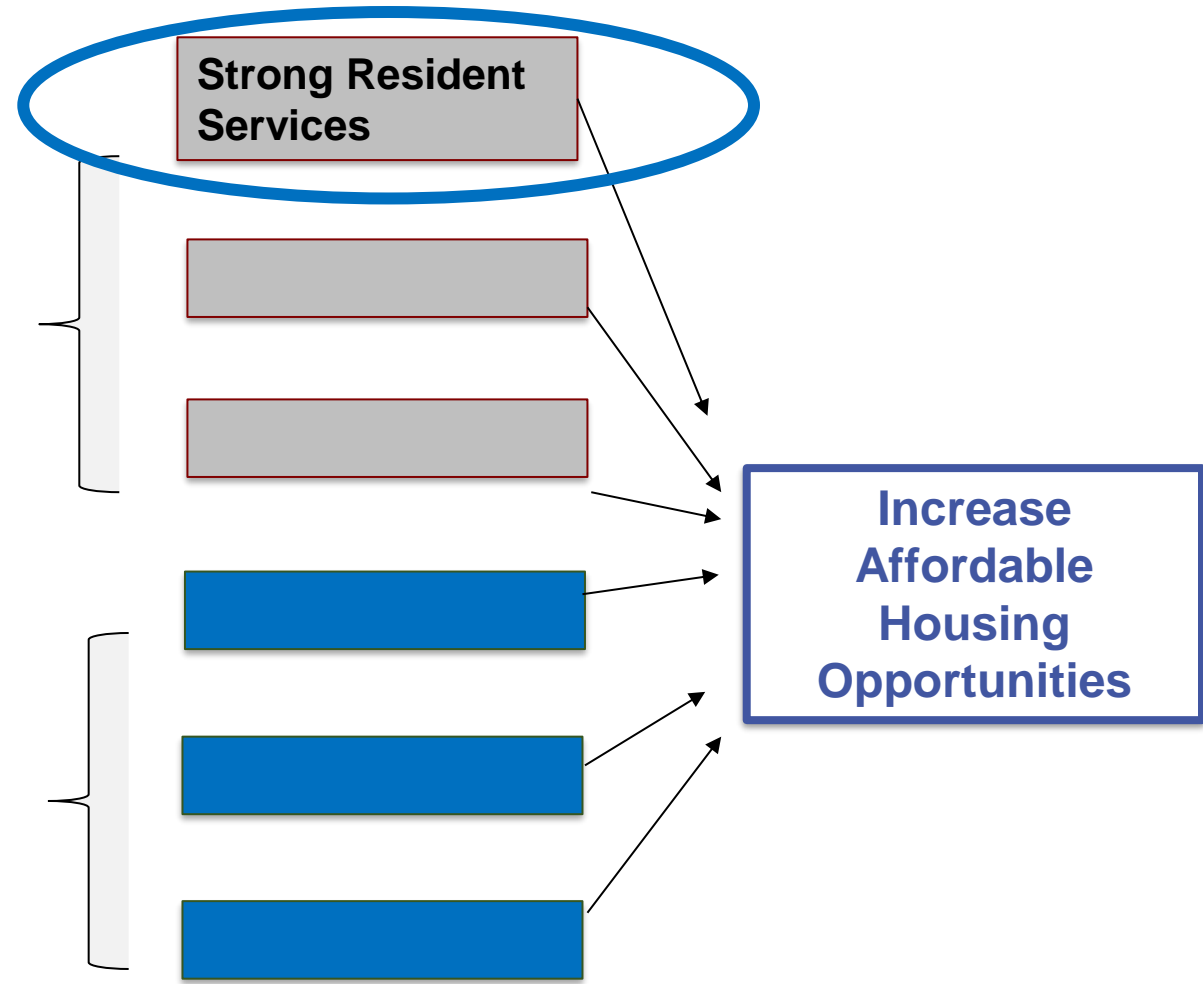 Strong Resident
Services
Increase
Affordable
Housing
Opportunities